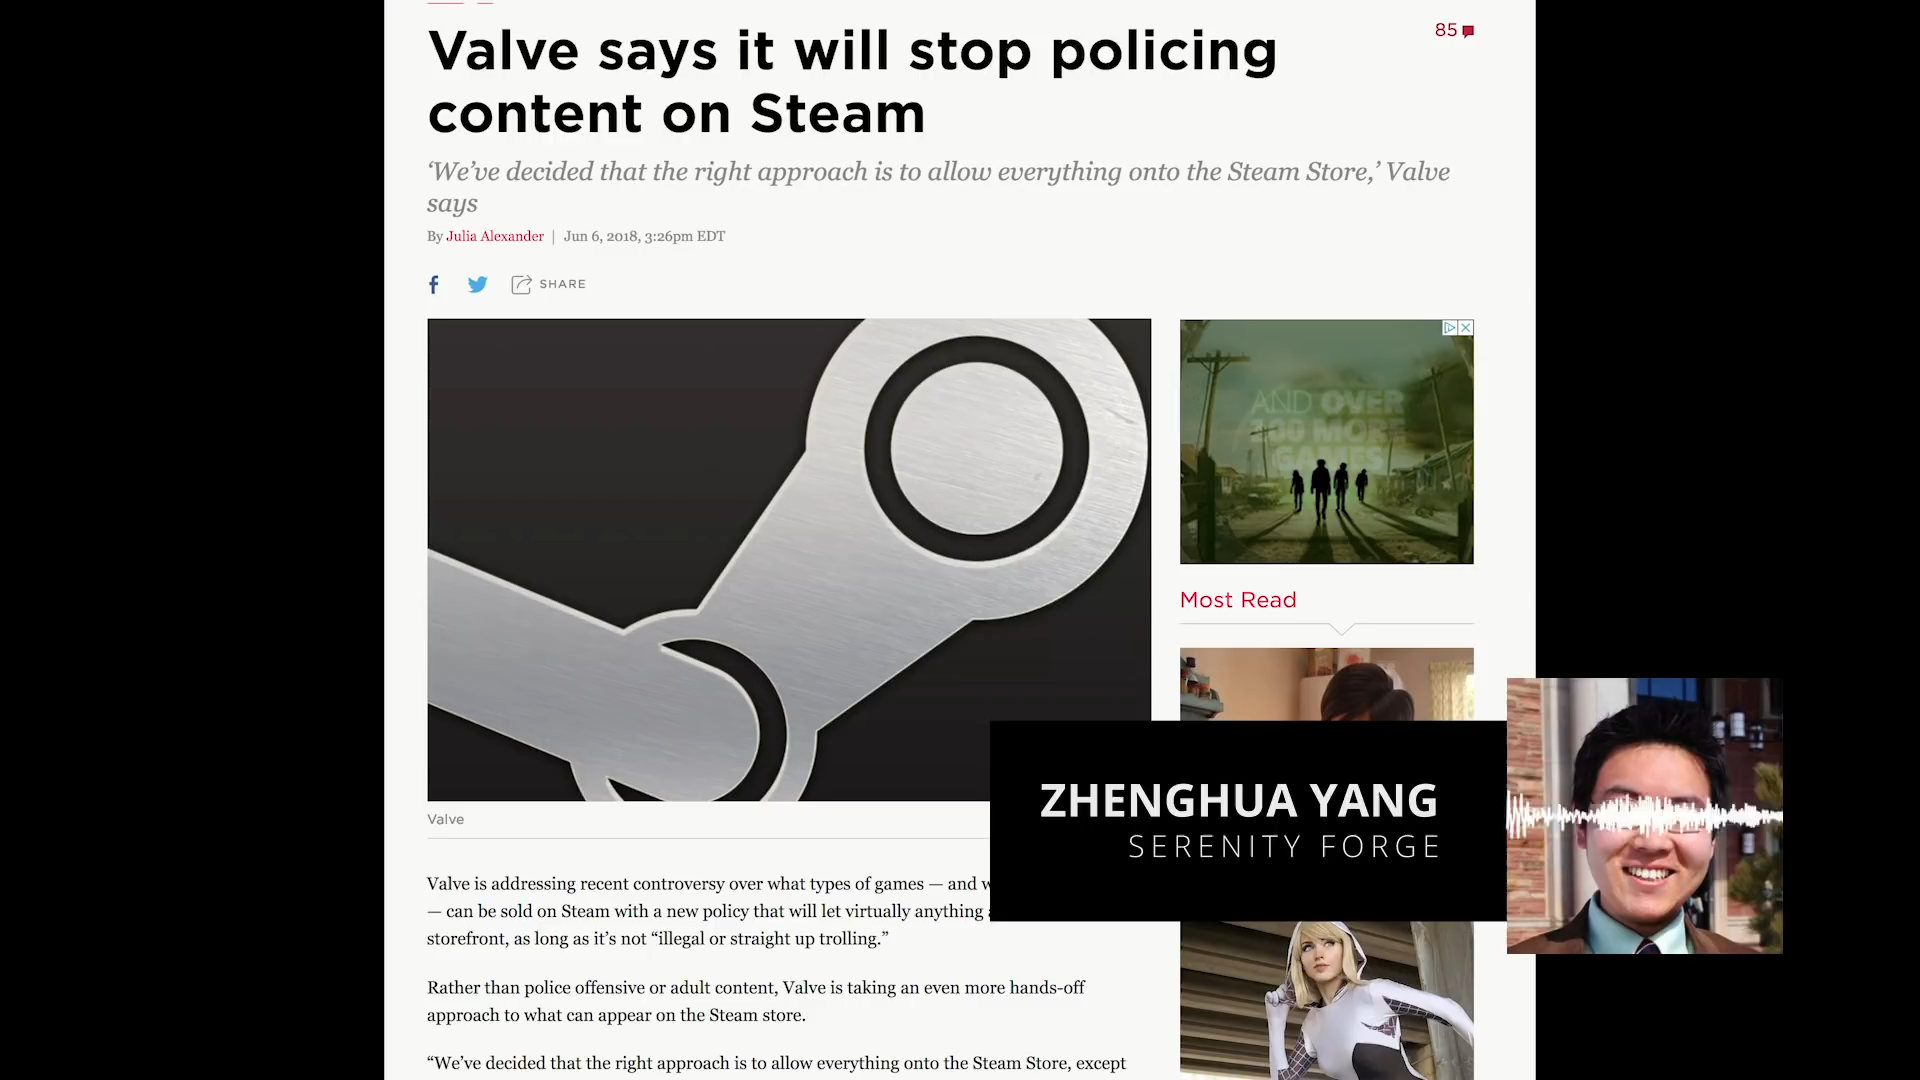 Valve says it will stop policing
content on Steam
85
‘We’ve decided that the right approach is to allow everything onto the Steam Store,’ Valve
says
By Julia Alexander | Jun 6, 2018, 3:26pm EDT
SHARE
AND OVER
100 MORE
GAMES
Valve
Most Read
ZHENGHUA YANG
SERENITY FORGE
Valve is addressing recent controversy over what types of games — and
— can be sold on Steam with a new policy that will let virtually anything
storefront, as long as it’s not “illegal or straight up trolling.”
Rather than police offensive or adult content, Valve is taking an even more hands-off
approach to what can appear on the Steam store.
“We’ve decided that the right approach is to allow everything onto the Steam Store, except